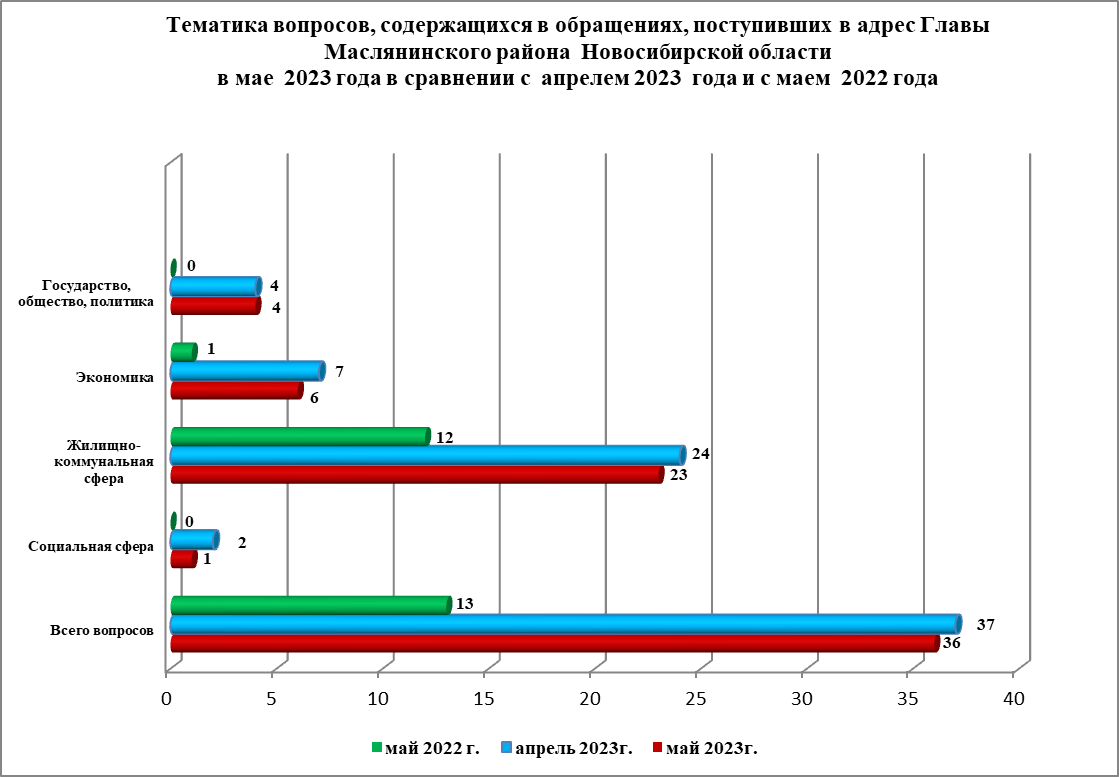 Тематика вопросов, содержащихся в обращениях, поступивших в адрес Главы
Маслянинского района Новосибирской области
в мае 2023 года в сравнении с апрелем 2023 года и с маем 2022 года
Государство,
общество, политика
0
4
4
Экономика
1
7
6
Жилищно-
коммунальная
сфера
12
24
23
Социальная сфера
0
2
1
Всего вопросов
13
37
36
0 5 10 15 20 25 30 35 40
май 2022 г. апрель 2023г. май 2023г.